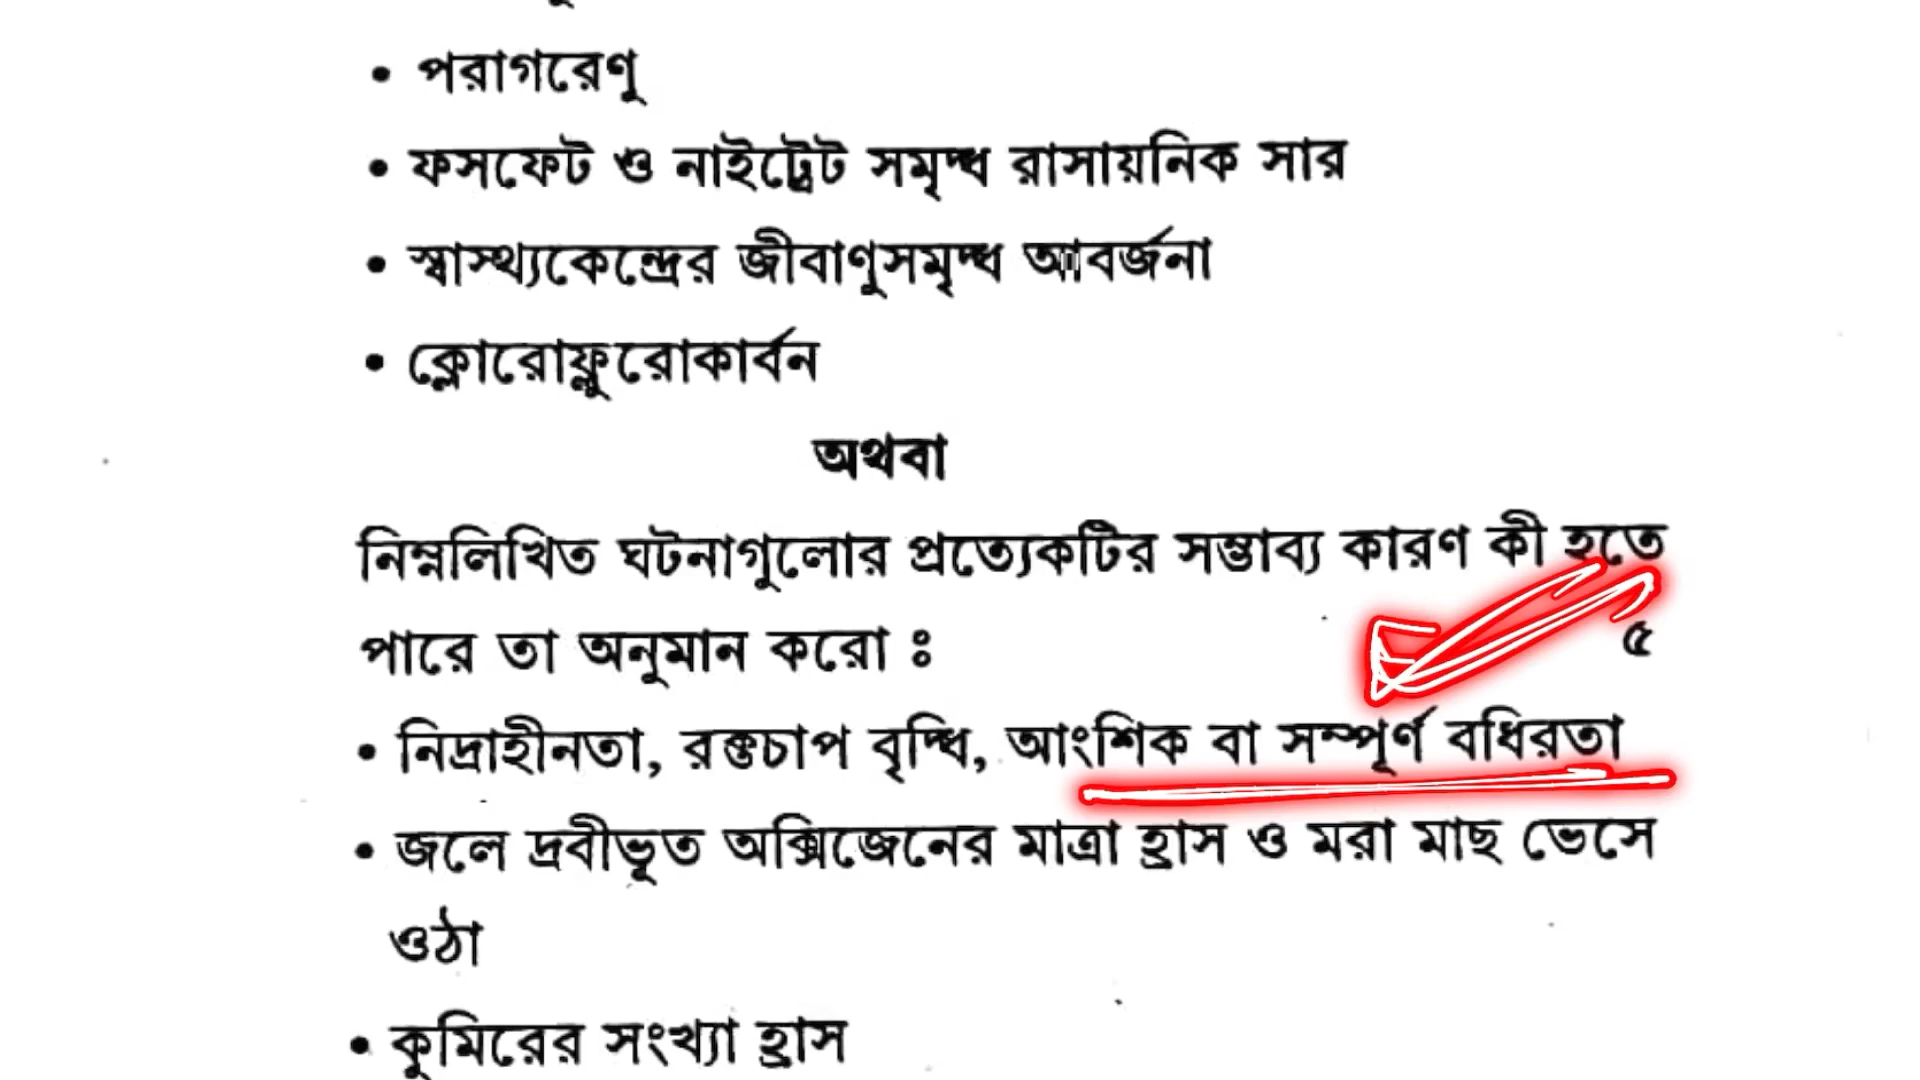 • পরাগরেণু
• ফসফেট ও নাইট্রেট সমৃদ্ধ রাসায়নিক সার
• স্বাস্থ্যকেন্দ্রের জীবাণুসমৃদ্ধ আবর্জনা
• ক্লোরোফ্লুরোকার্বন
অথবা
নিম্নলিখিত ঘটনাগুলোর প্রত্যেকটির সম্ভাব্য কারণ কী হতে
পারে তা অনুমান করো ঃ ৫
• নিদ্রাহীনতা, রক্তচাপ বৃদ্ধি, আংশিক বা সম্পূর্ণ বধিরতা
• জলে দ্রবীভূত অক্সিজেনের মাত্রা হ্রাস ও মরা মাছ ভেসে
ওঠা
• কুমিরের সংখ্যা হ্রাস